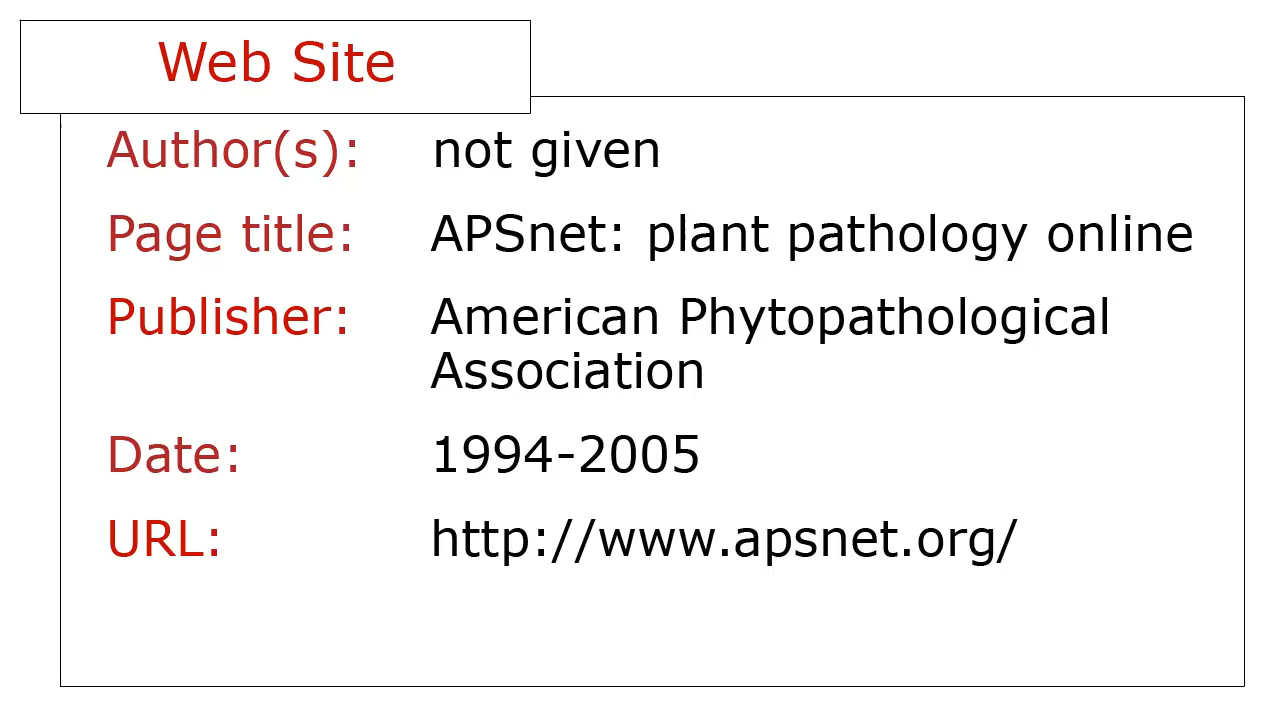 Web Site
Author(s): not given
Page title: APSnet: plant pathology online
Publisher: American Phytopathological
Association
Date: 1994-2005
URL: http://www.apsnet.org/